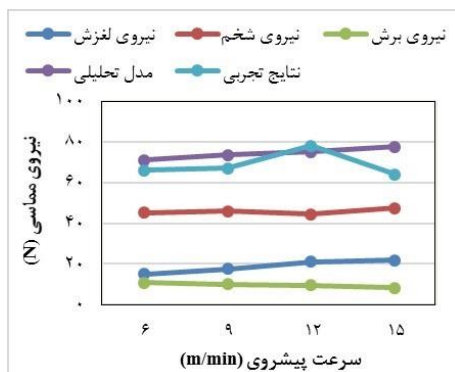 نیروی لغزش نیروی شخم نیروی برش
مدل تحلیلی نتایج تجربی
نیروی مماسی (N)
۱۰۰
۸۰
۶۰
۴۰
۲۰
۰
۶ ۹ ۱۲ ۱۵
سرعت پیشروی (m/min)